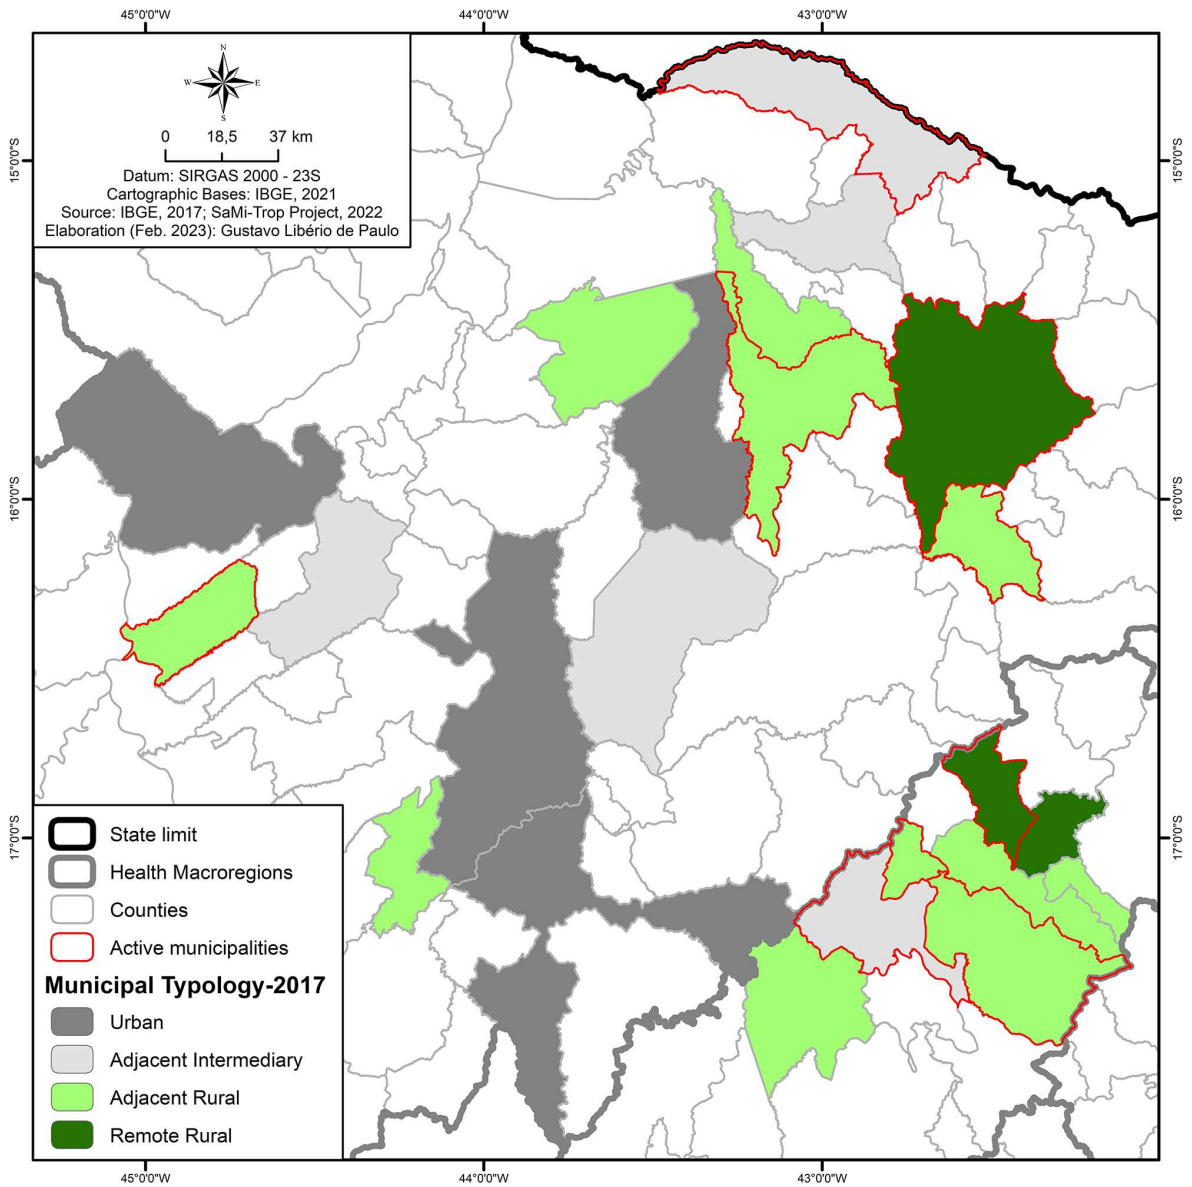 45°0'0"W 44°0'0"W 43°0'0"W
N
W E
S
0 18,5 37 km
Datum: SIRGAS 2000 - 23S
Cartographic Bases: IBGE, 2021
Source: IBGE, 2017; SaMi-Trop Project, 2022
Elaboration (Feb. 2023): Gustavo Libério de Paulo
15°0'0"S 15°0'0"S
16°0'0"S 16°0'0"S
17°0'0"S 17°0'0"S
State limit
Health Macroregions
Counties
Active municipalities
Municipal Typology-2017
Urban
Adjacent Intermediary
Adjacent Rural
Remote Rural
45°0'0"W 44°0'0"W 43°0'0"W